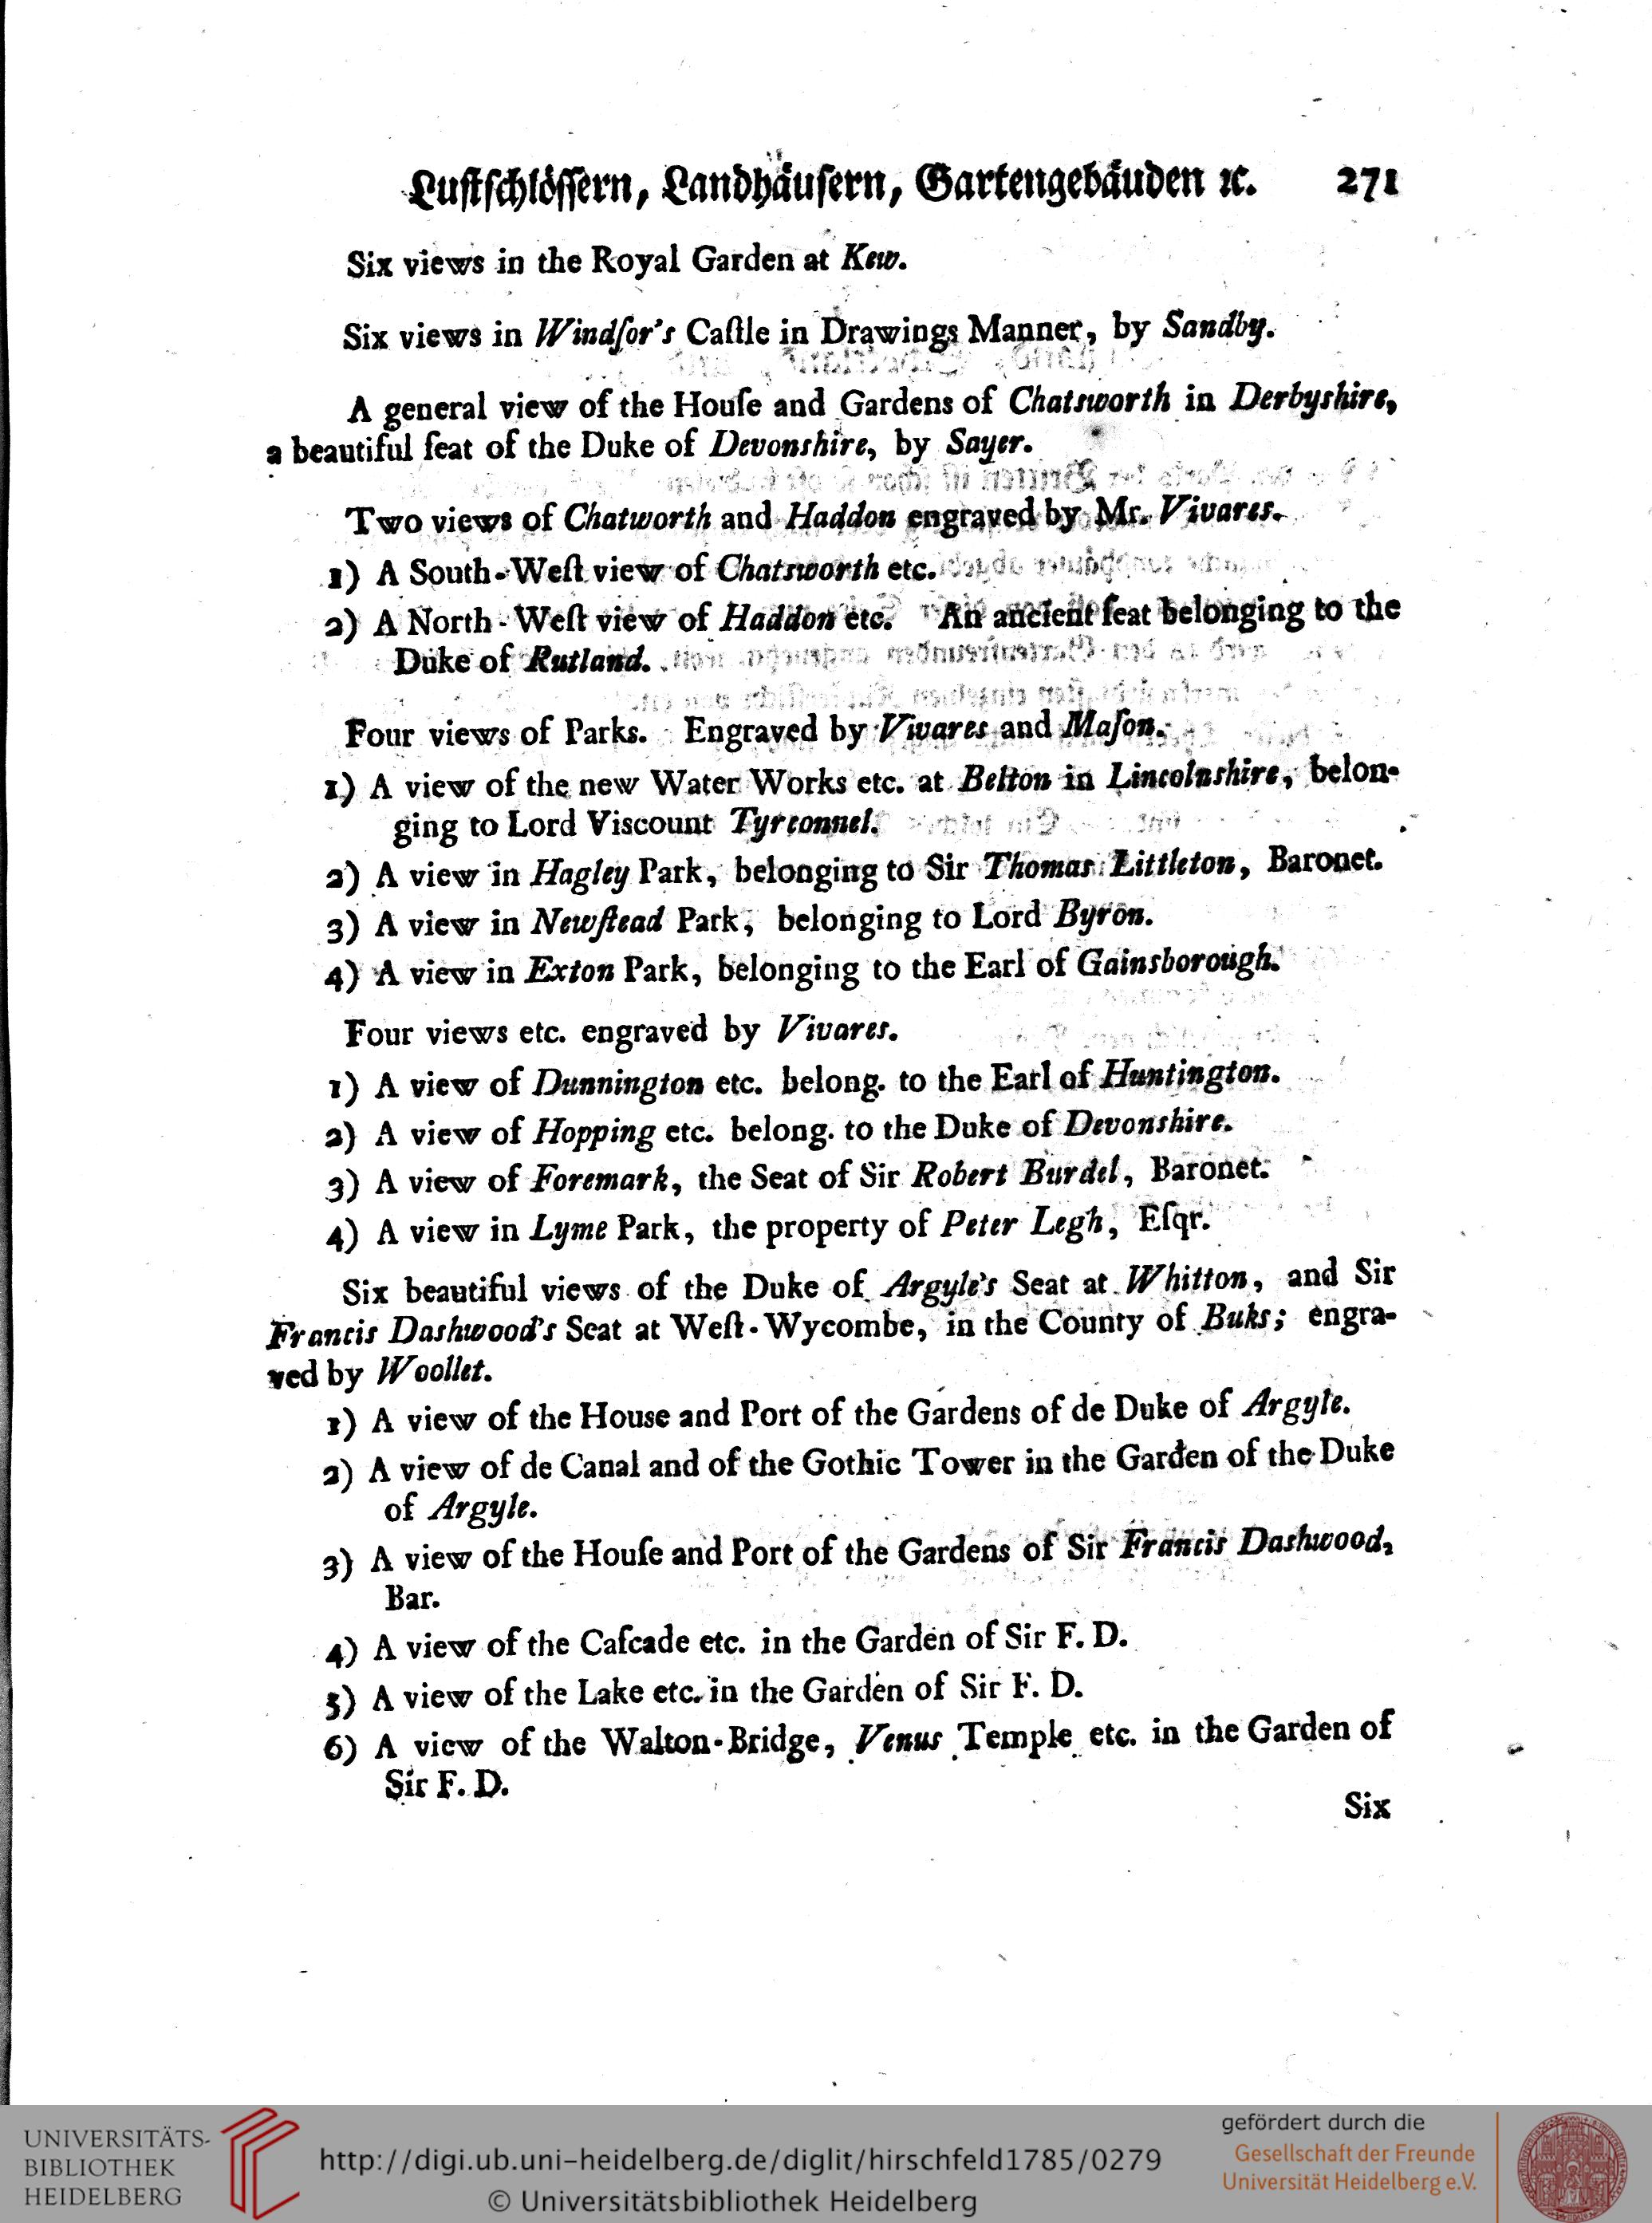 Luſtſchlöſſern, Landhäuſern, Gartengebäuden ꝛc. 271
Six views in the Royal Garden at Kew.
Six views in Windſor's Caſtle in Drawings Manner, by Sandby.
A general view of the Houſe and Gardens of Chatsworth in Derbyshire,
a beautiful ſeat of the Duke of Devonshire, by Sayer.
Two views of Chatworth and Haddon engraved by Mr. Vivares.
1) A South-Weſt view of Chatsworth etc.
2) A North-Weſt view of Haddon etc. An ancient ſeat belonging to the
Duke of Rutland.
Four views of Parks. Engraved by Vivares and Maſon.
1.) A view of the new Water Works etc. at Belton in Lincolnshire, belon-
ging to Lord Viscount Tyrconnel.
2) A view in Hagley Park, belonging to Sir Thomas Littleton, Baronet.
3) A view in Newſtead Park, belonging to Lord Byron.
4) A view in Exton Park, belonging to the Earl of Gainsborough.
Four views etc. engraved by Vivares.
1) A view of Dunnington etc. belong. to the Earl of Huntington.
2) A view of Hopping etc. belong. to the Duke of Devonshire.
3) A view of Foremark, the Seat of Sir Robert Burdel, Baronet.
4) A view in Lyme Park, the property of Peter Legh, Eſqr.
Six beautiful views of the Duke of Argyle's Seat at Whitton, and Sir
Francis Dashwood's Seat at Weſt-Wycombe, in the County of Buks; engra-
ved by Woollet.
1) A view of the House and Port of the Gardens of de Duke of Argyle.
2) A view of de Canal and of the Gothic Tower in the Garden of the Duke
of Argyle.
3) A view of the Houſe and Port of the Gardens of Sir Francis Dashwood,
Bar.
4) A view of the Caſcade etc. in the Garden of Sir F. D.
5) A view of the Lake etc. in the Garden of Sir F. D.
6) A view of the Walton-Bridge, Venus Temple etc. in the Garden of
Sir F. D.
Six
UNIVERSITÄTS-
BIBLIOTHEK
HEIDELBERG
http://digi.ub.uni-heidelberg.de/diglit/hirschfeld1785/0279
© Universitätsbibliothek Heidelberg
gefördert durch die
Gesellschaft der Freunde
Universität Heidelberg e.V.